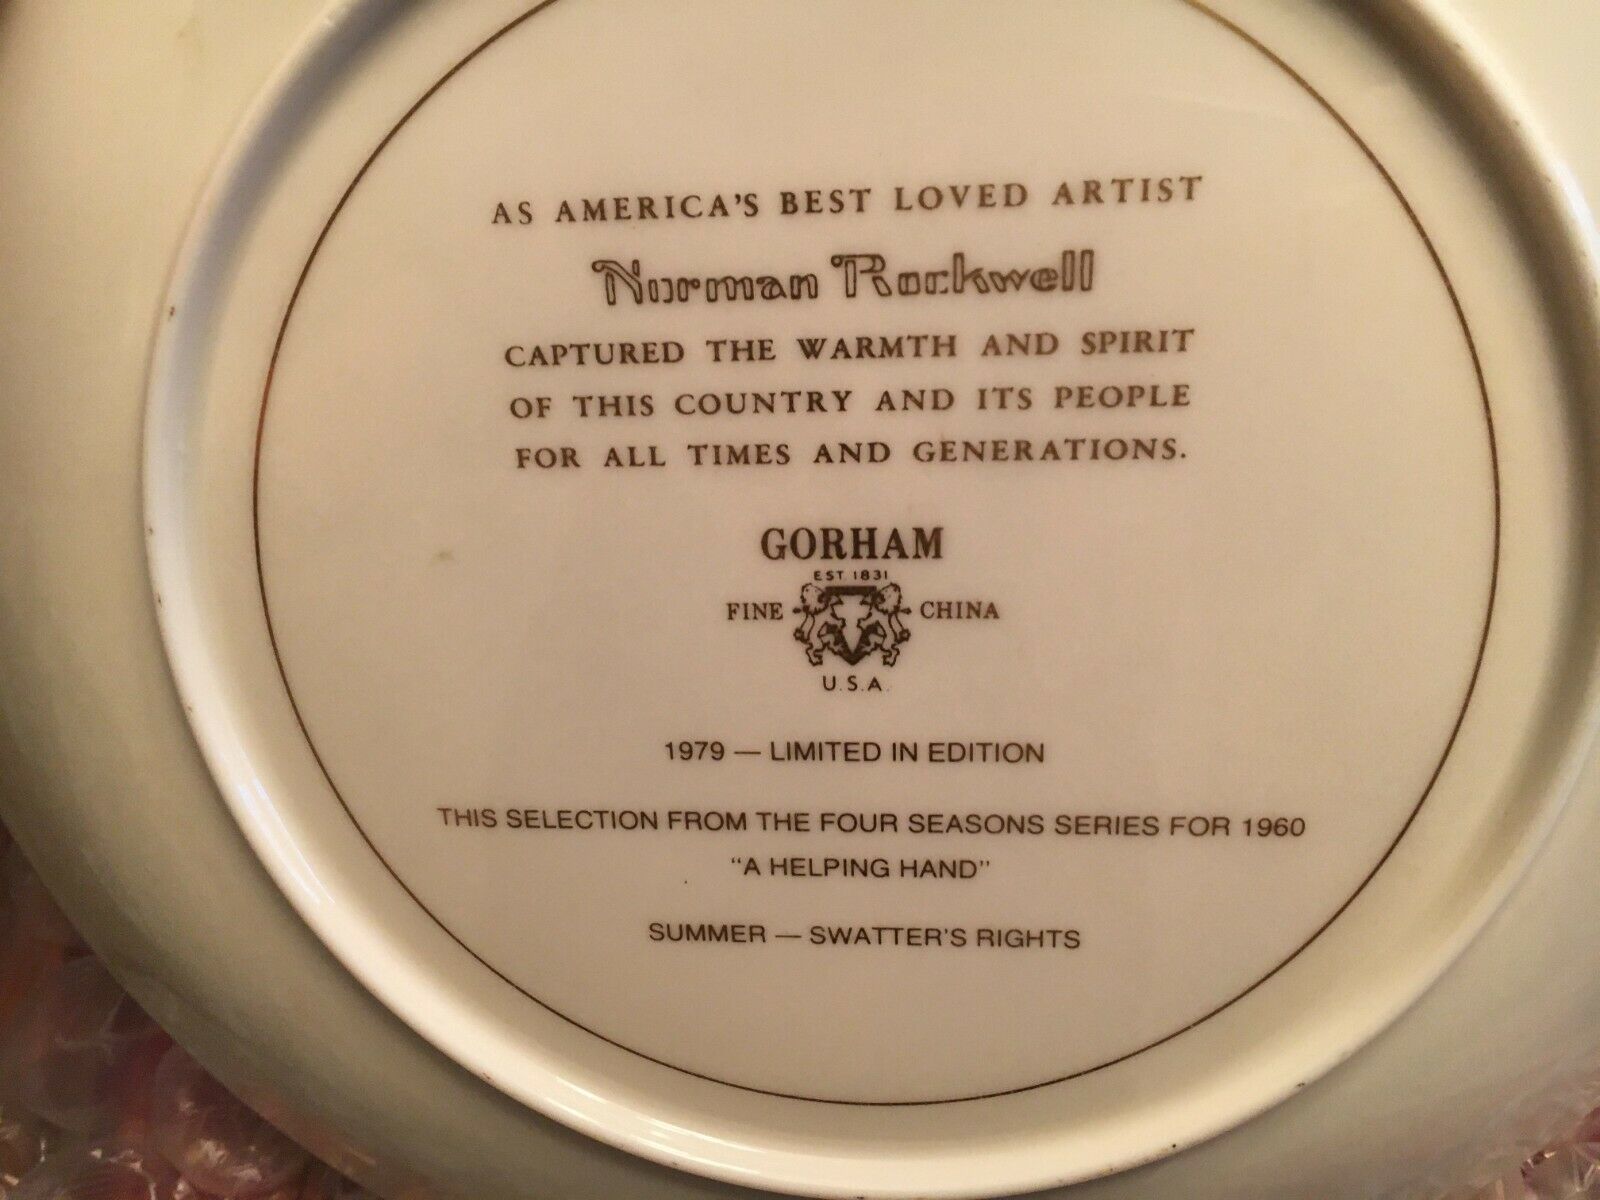 AS AMERICA'S BEST LOVED ARTIST
Norman Rockwell
CAPTURED THE WARMTH AND SPIRIT
OF THIS COUNTRY AND ITS PEOPLE
FOR ALL TIMES AND GENERATIONS.
GORHAM
EST 1831
FINE CHINA
U.S.A.
1979 — LIMITED IN EDITION
THIS SELECTION FROM THE FOUR SEASONS SERIES FOR 1960
"A HELPING HAND"
SUMMER — SWATTER'S RIGHTS